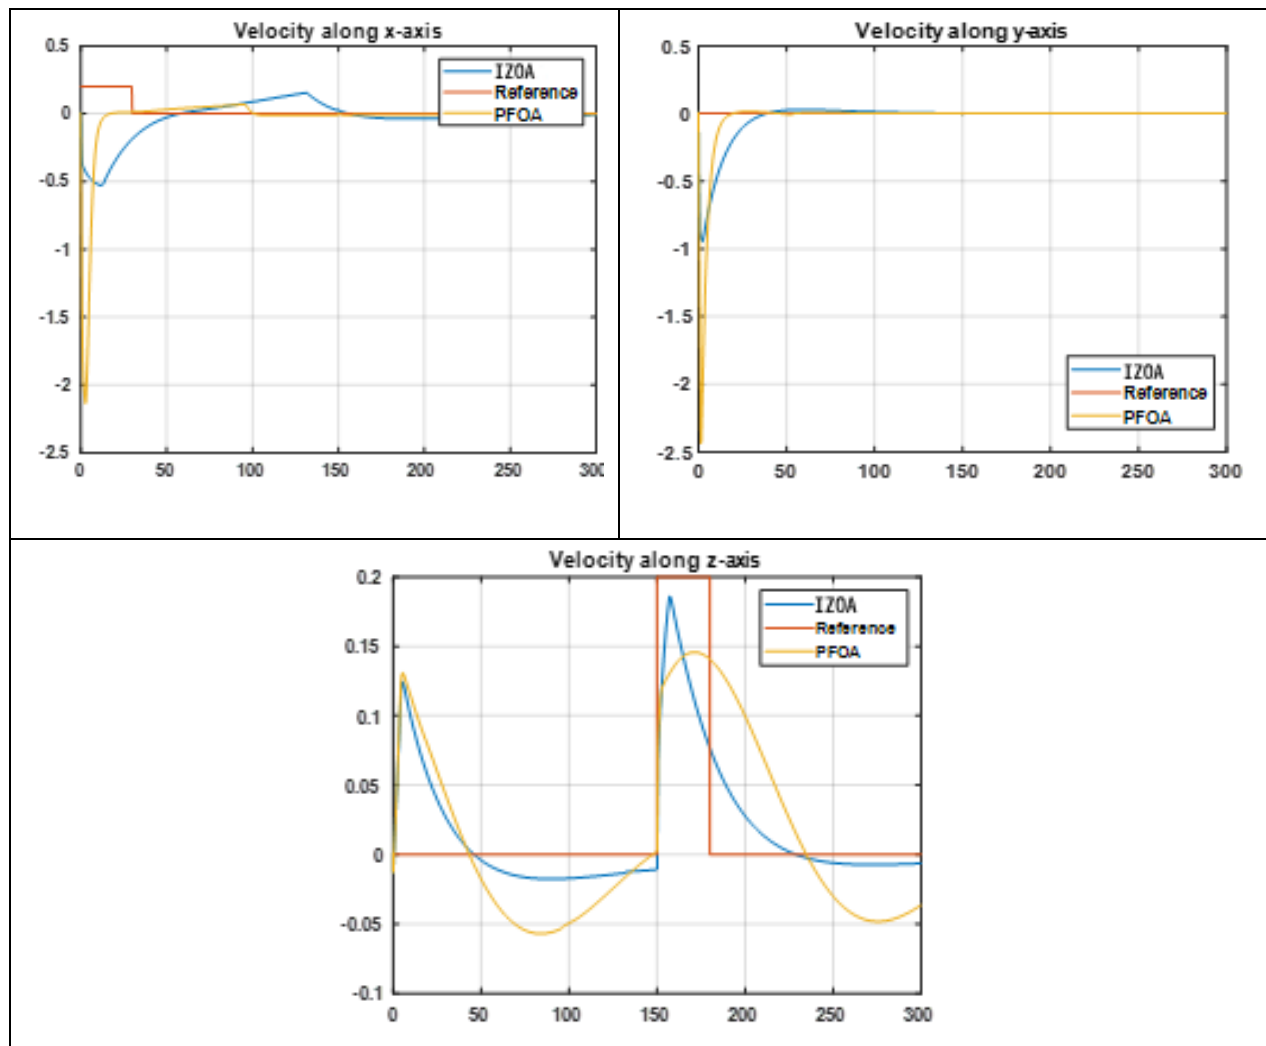 Velocity along x-axis
0.5
0
-0.5
-1
-1.5
-2
-2.5
0 50 100 150 200 250 300
IZOA
Reference
PFOA
Velocity along y-axis
0.5
0
-0.5
-1
-1.5
-2
-2.5
0 50 100 150 200 250 300
IZOA
Reference
PFOA
Velocity along z-axis
0.2
0.15
0.1
0.05
0
-0.05
-0.1
0 50 100 150 200 250 300
IZOA
Reference
PFOA